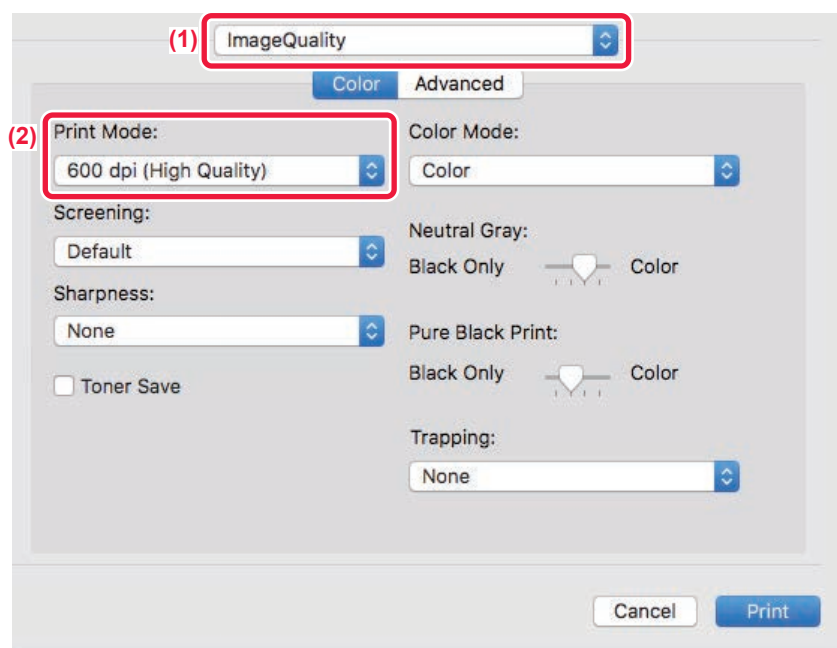 (1) ImageQuality
Color Advanced
(2) Print Mode:
600 dpi (High Quality)
Screening:
Default
Sharpness:
None
Toner Save
Color Mode:
Color
Neutral Gray:
Black Only Color
Pure Black Print:
Black Only Color
Trapping:
None
Cancel Print